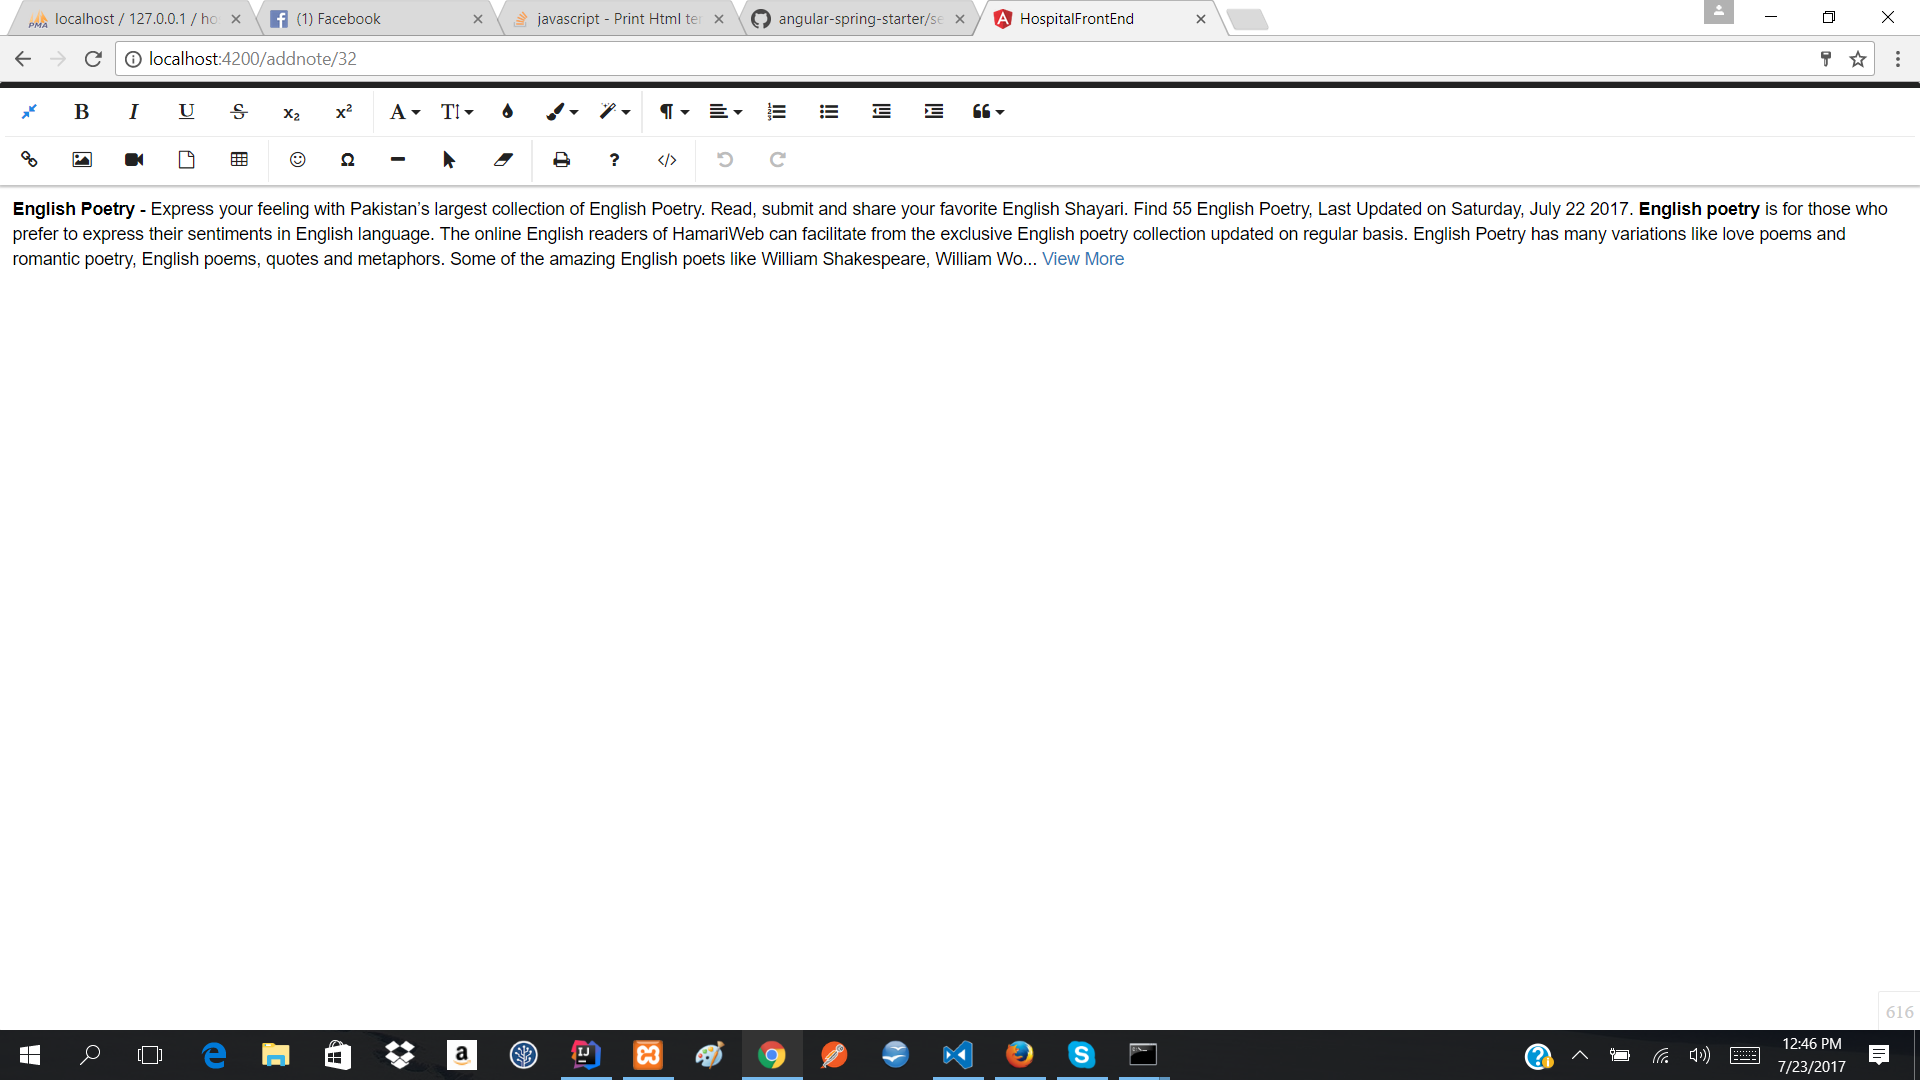 localhost / 127.0.0.1 / ho
(1) Facebook
javascript - Print Html te
angular-spring-starter/se
HospitalFrontEnd
localhost:4200/addnote/32
B I U S x₂ x² A T
Ω ? </>
English Poetry - Express your feeling with Pakistan’s largest collection of English Poetry. Read, submit and share your favorite English Shayari. Find 55 English Poetry, Last Updated on Saturday, July 22 2017. English poetry is for those who
prefer to express their sentiments in English language. The online English readers of HamariWeb can facilitate from the exclusive English poetry collection updated on regular basis. English Poetry has many variations like love poems and
romantic poetry, English poems, quotes and metaphors. Some of the amazing English poets like William Shakespeare, William Wo... View More
616
12:46 PM
7/23/2017